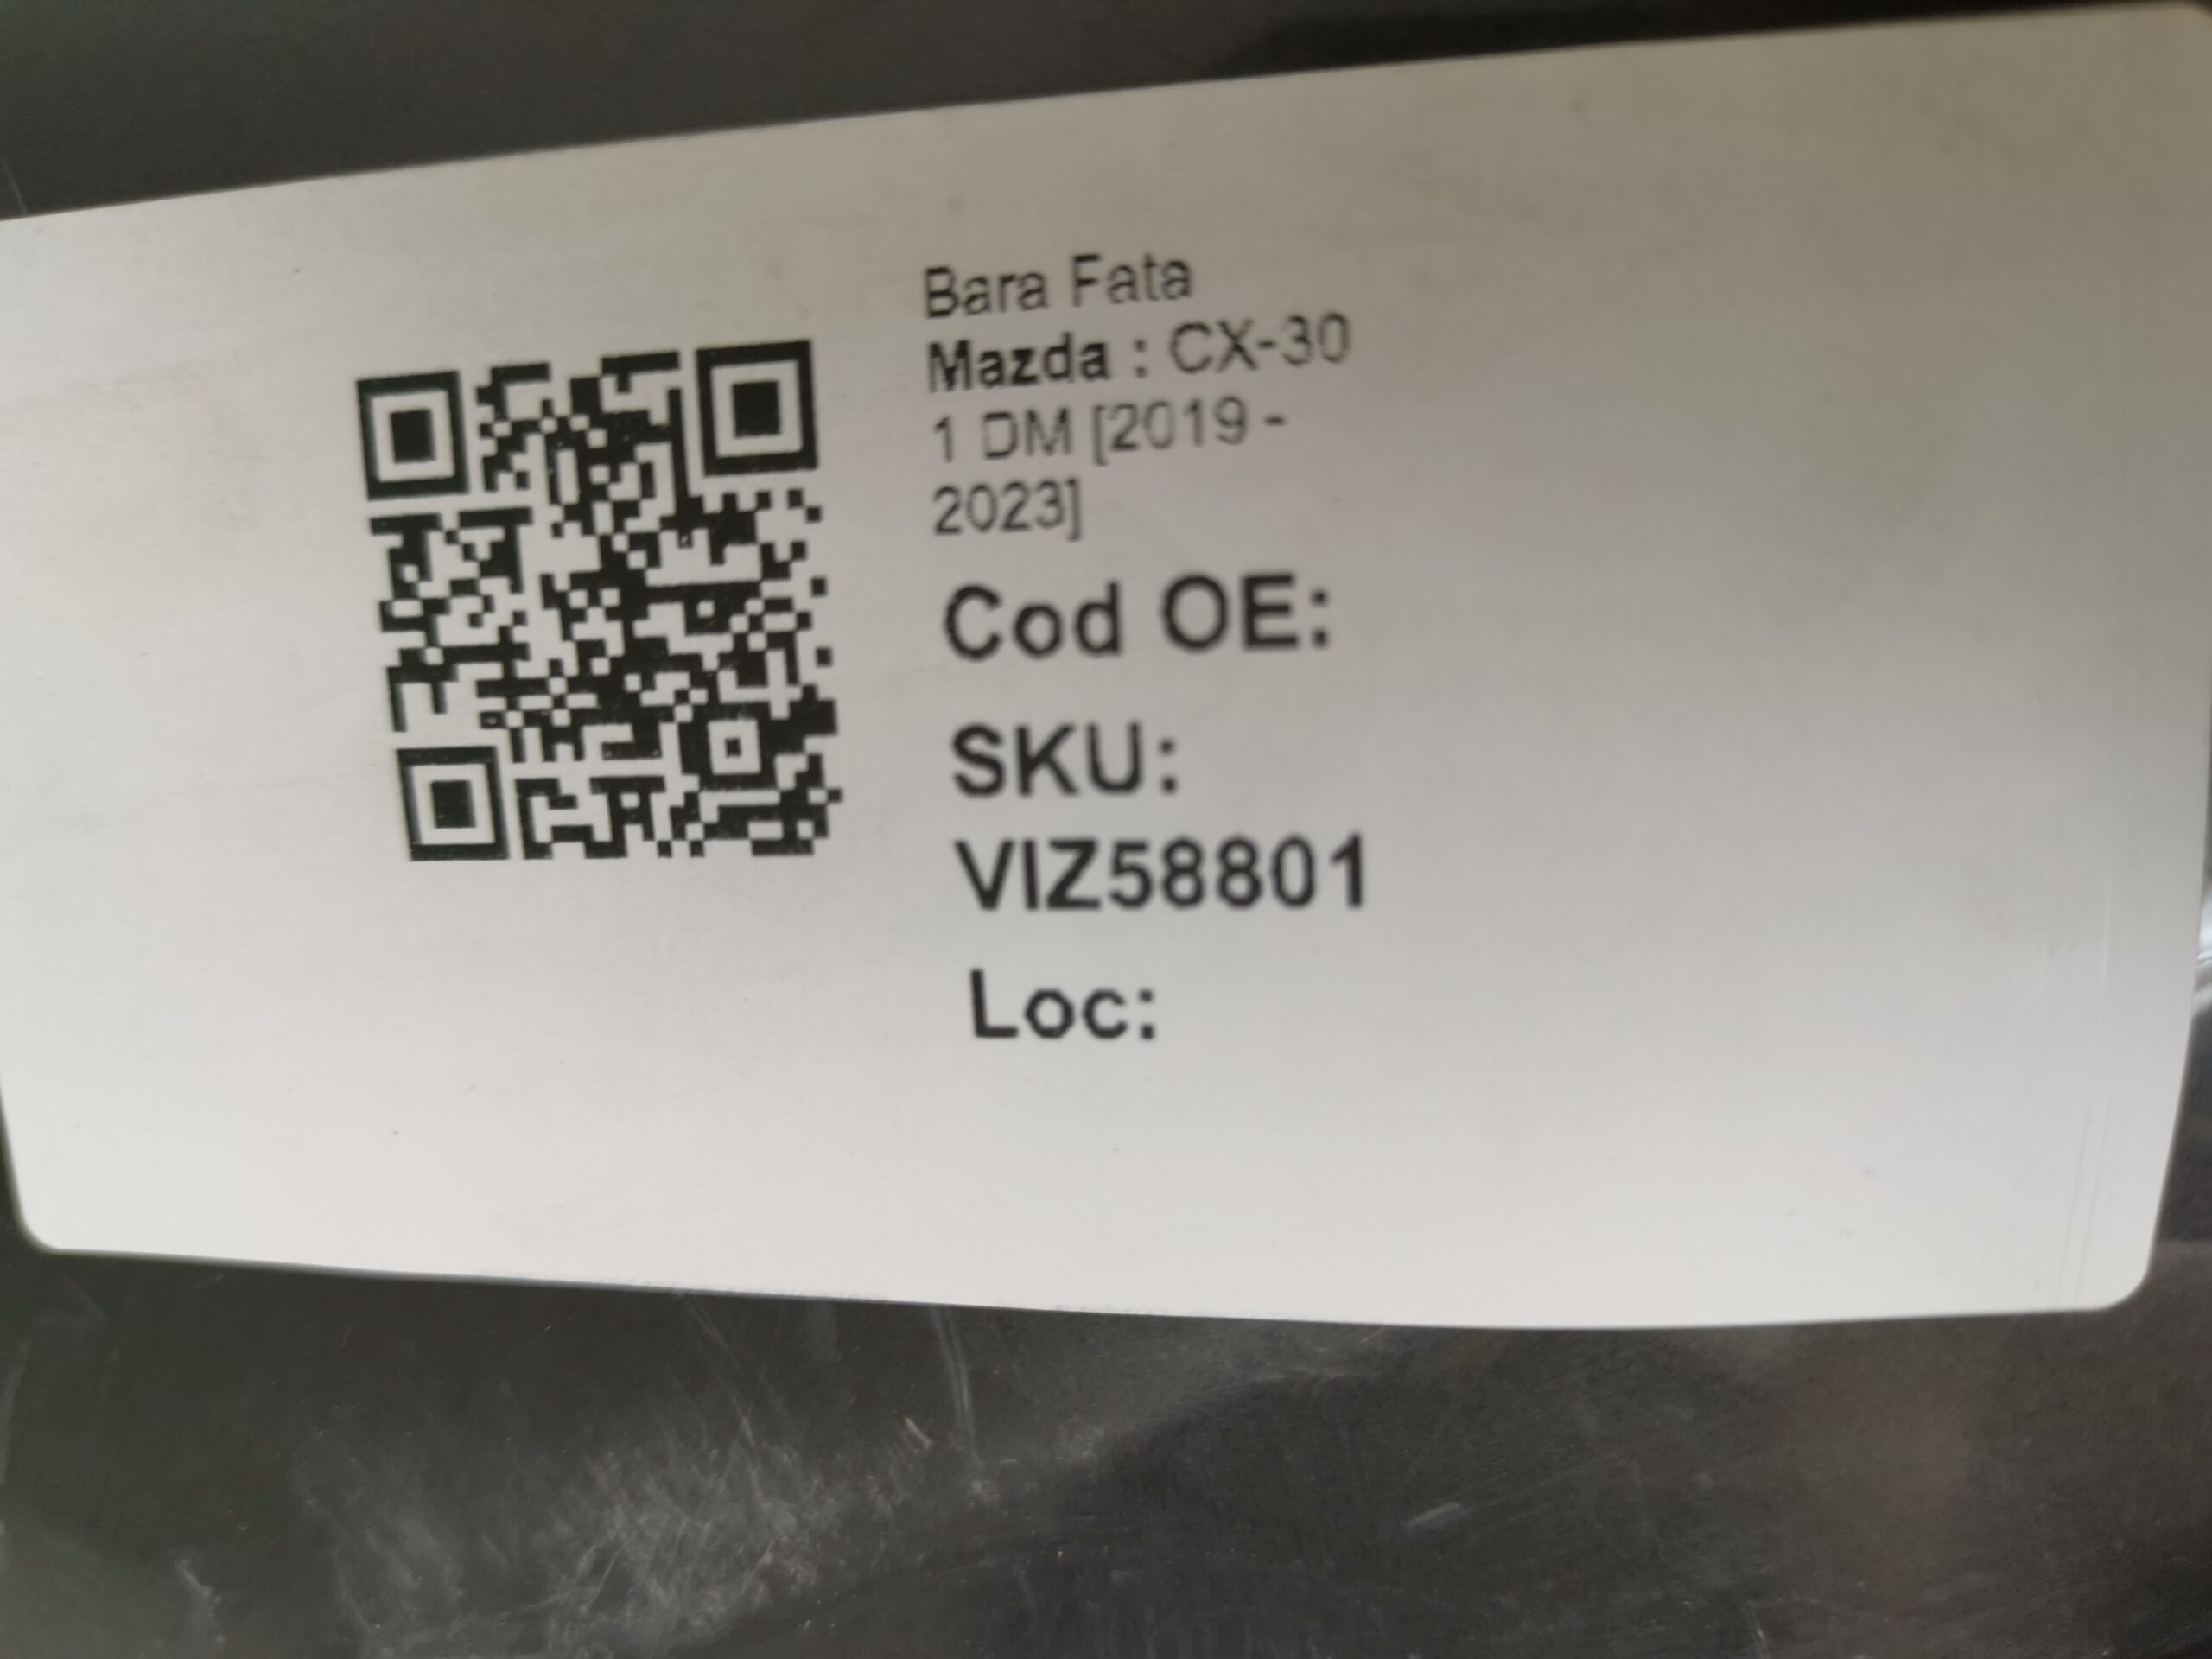 Bara Fata
Mazda : CX-30
1 DM [2019 -
2023]
Cod OE:
SKU:
VIZ58801
Loc: